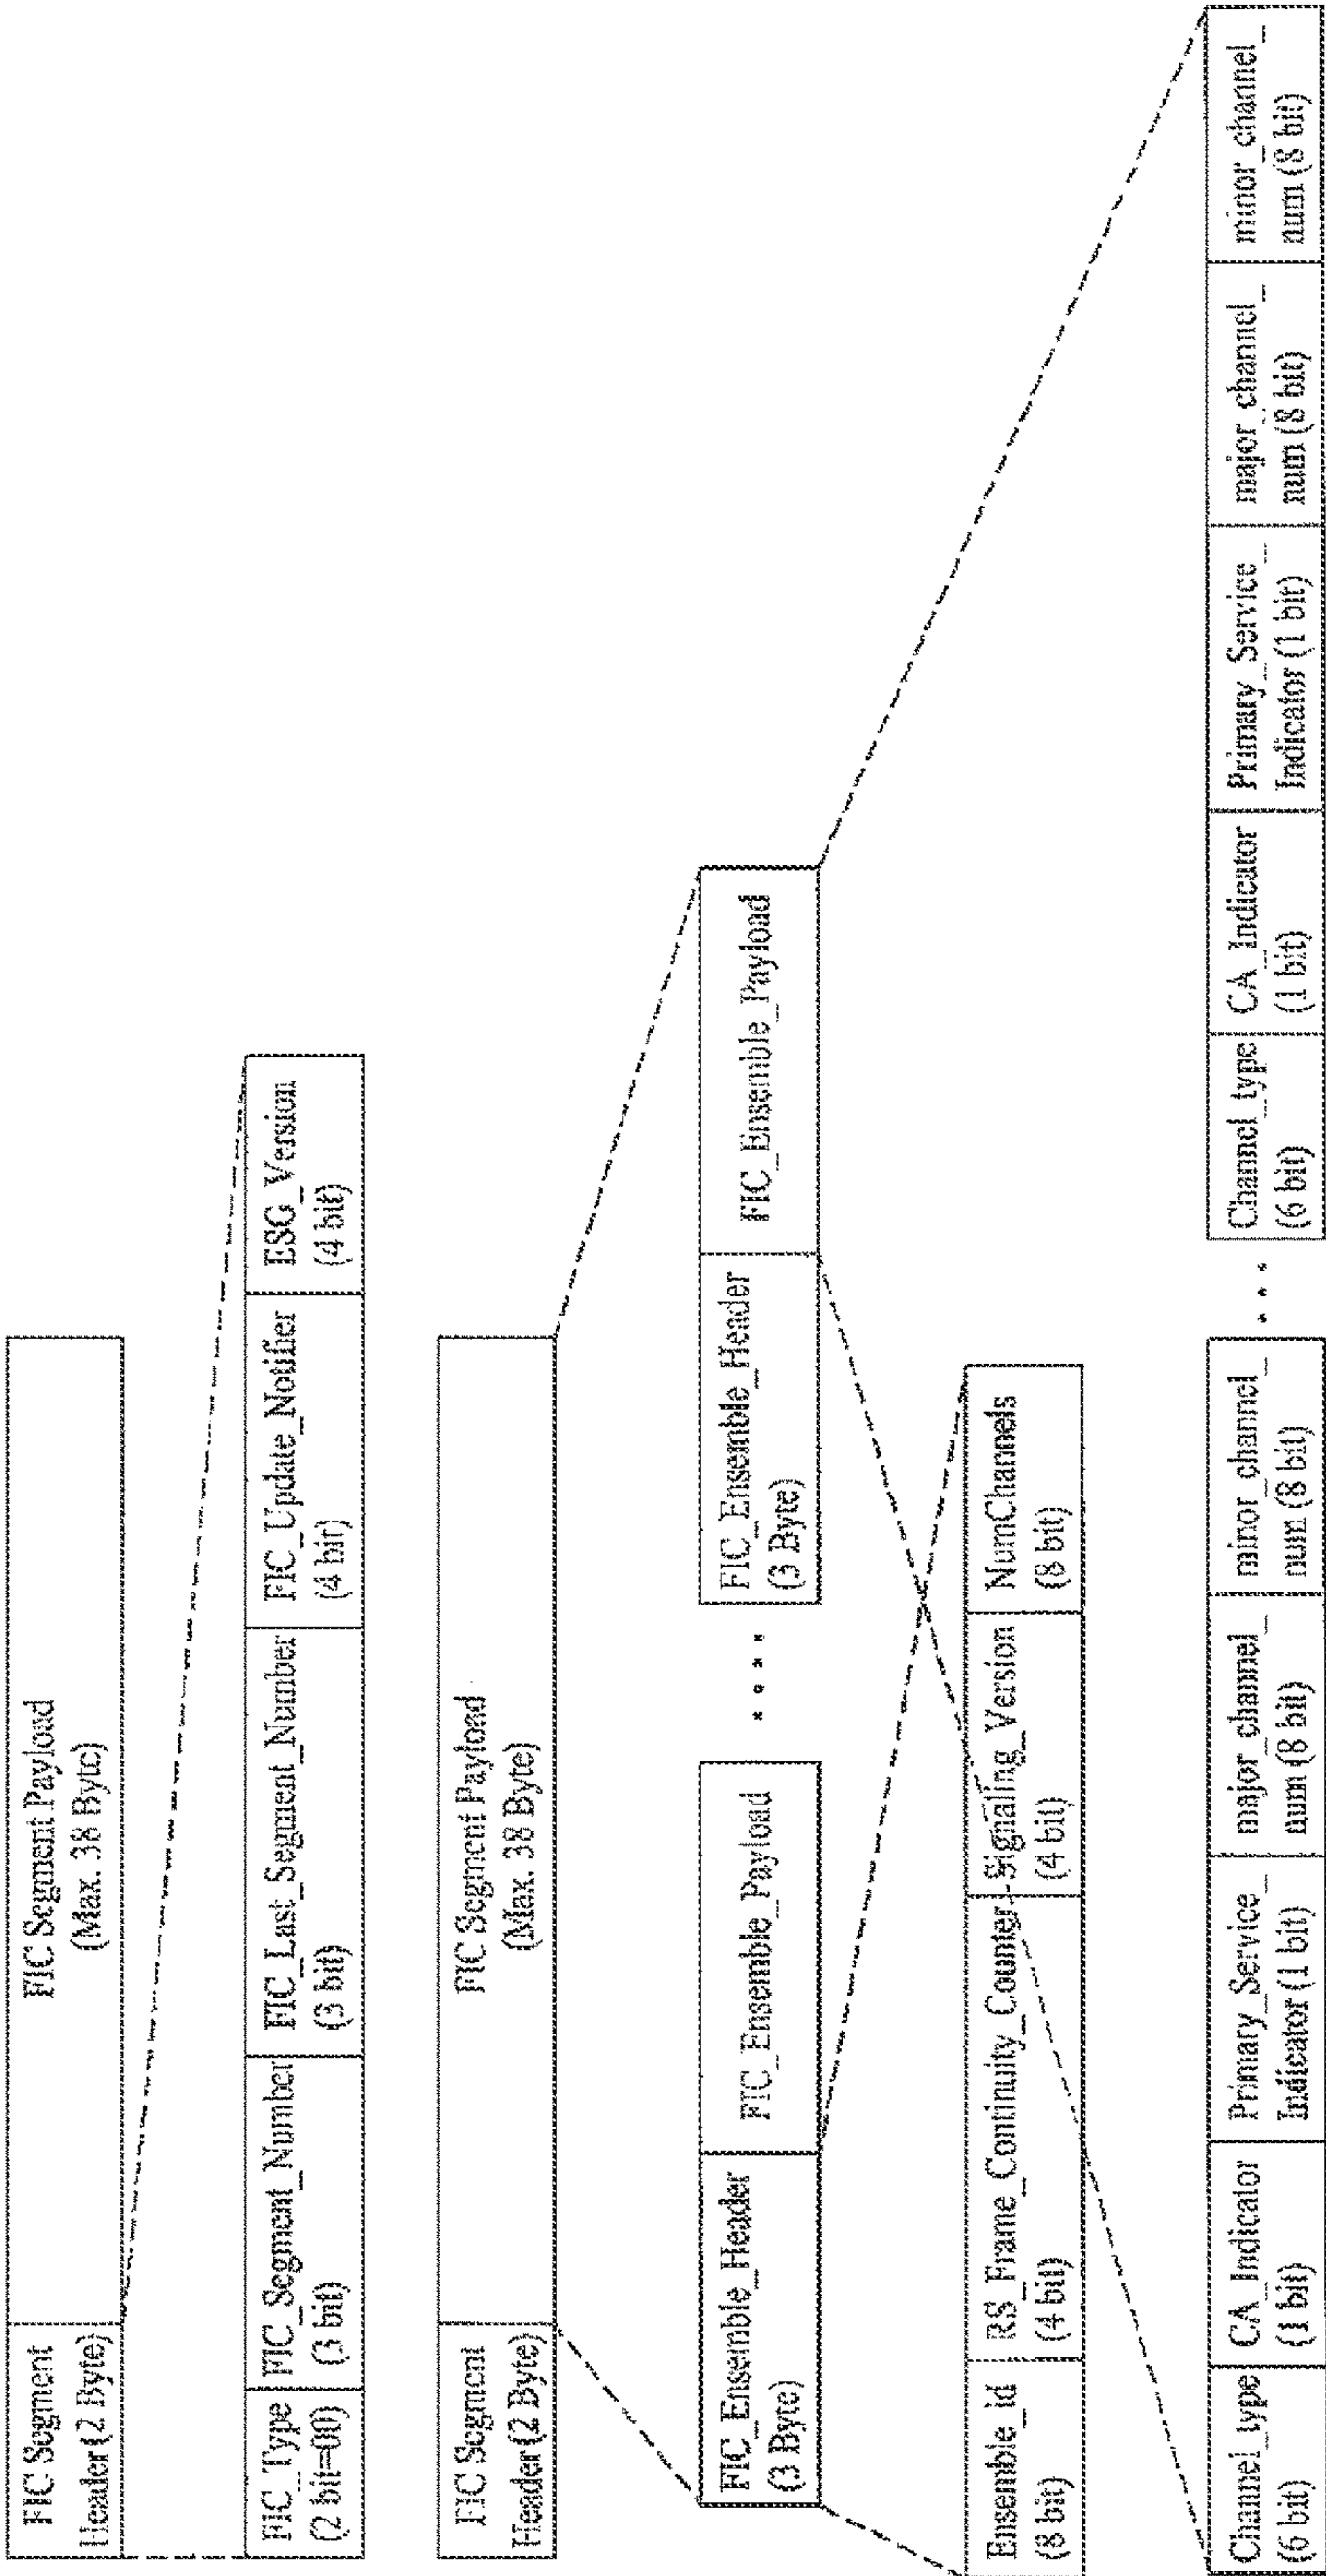 FIC Segment
Header(2 Byte)
FIC Segment Payload
(Max. 38 Byte)
FIC_Type
(2 bit=00)
FIC_Segment_Number
(3 bit)
FIC_Last_Segment_Number
(3 bit)
FIC_Update_Notifier
(4 bit)
ESG_Version
(4 bit)
FIC Segment
Header(2 Byte)
FIC Segment Payload
(Max. 38 Byte)
FIC_Ensemble_Header
(3 Byte)
FIC_Ensemble_Payload
....
FIC_Ensemble_Header
(3 Byte)
FIC_Ensemble_Payload
Ensemble_id
(8 bit)
RS_Frame_Continuity_Counter
(4 bit)
Signaling_Version
(4 bit)
NumChannels
(8 bit)
Channel_type
(6 bit)
CA_Indicator
(1 bit)
Primary_Service_
Indicator (1 bit)
major_channel_
num (8 bit)
minor_channel_
num (8 bit)
...
Channel_type
(6 bit)
CA_Indicator
(1 bit)
Primary_Service_
Indicator (1 bit)
major_channel_
num (8 bit)
minor_channel_
num (8 bit)